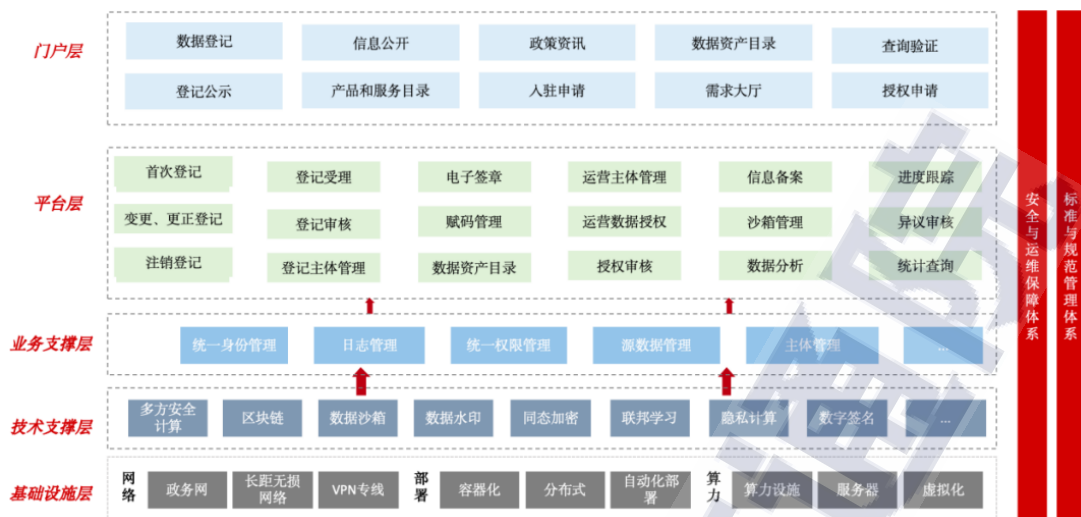 门户层
数据登记
信息公开
政策资讯
数据资产目录
查询验证
登记公示
产品和服务目录
入驻申请
需求大厅
授权申请
平台层
首次登记
登记受理
电子签章
运营主体管理
信息备案
进度跟踪
变更、更正登记
登记审核
赋码管理
运营数据授权
沙箱管理
异议审核
注销登记
登记主体管理
数据资产目录
授权审核
数据分析
统计查询
业务支撑层
统一身份管理
日志管理
统一权限管理
源数据管理
主体管理
...
技术支撑层
多方安全
计算
区块链
数据沙箱
数据水印
同态加密
联邦学习
隐私计算
数字签名
...
基础设施层
网络
政务网
长距无损
网络
VPN专线
部署
容器化
分布式
自动化部
署
算力
算力设施
服务器
虚拟化
安全与运维保障体系
标准与规范管理体系